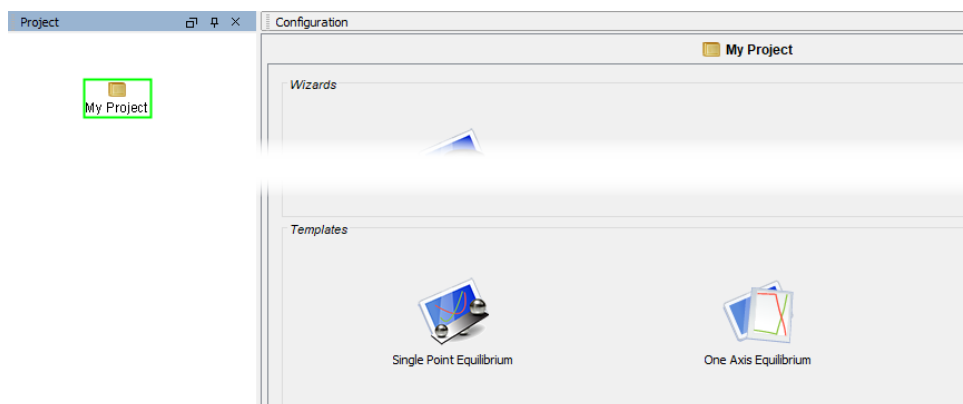 Project
Configuration
My Project
My Project
Wizards
Templates
Single Point Equilibrium
One Axis Equilibrium